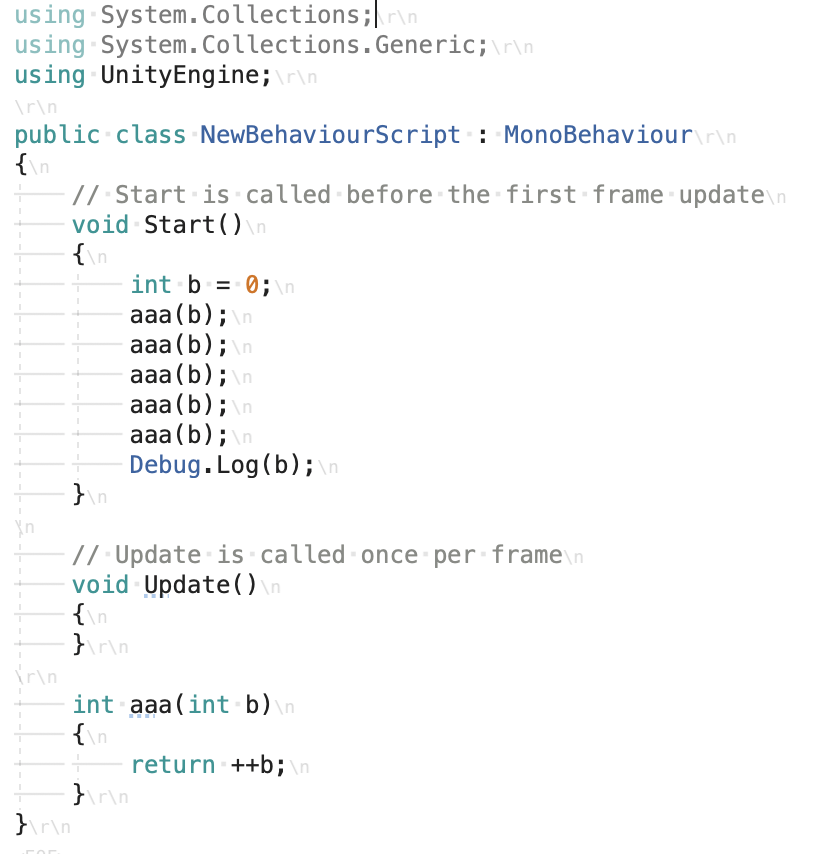 using System.Collections;\r\n
using System.Collections.Generic;\r\n
using UnityEngine;\r\n
\r\n
public class NewBehaviourScript : MonoBehaviour\r\n
{\n
// Start is called before the first frame update\n
void Start()\n
{\n
int b = 0;\n
aaa(b);\n
aaa(b);\n
aaa(b);\n
aaa(b);\n
aaa(b);\n
Debug.Log(b);\n
}\n
\n
// Update is called once per frame\n
void Update()\n
{\n
}\r\n
\r\n
int aaa(int b)\n
{\n
return ++b;\n
}\r\n
}\r\n